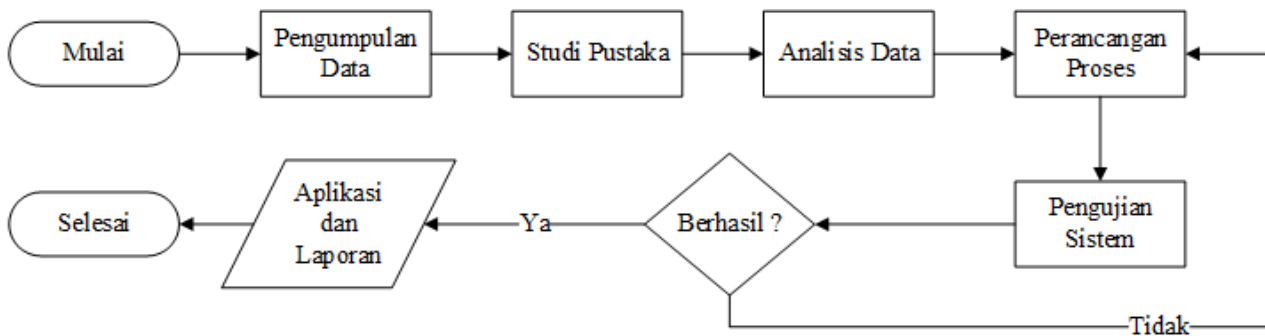 Mulai
Pengumpulan
Data
Studi Pustaka
Analisis Data
Perancangan
Proses
Pengujian
Sistem
Berhasil ?
Ya
Aplikasi
dan
Laporan
Selesai
Tidak